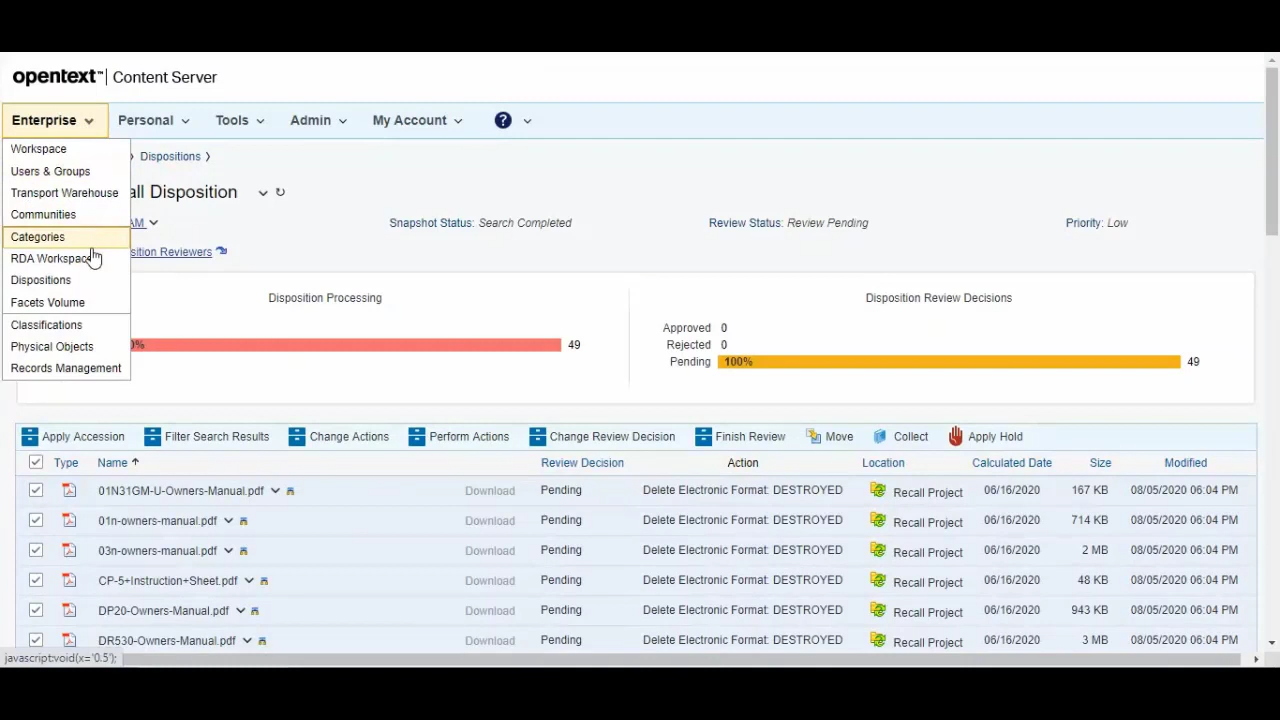 opentext™ | Content Server
Enterprise Personal Tools Admin My Account ?
Workspace
Users & Groups
Transport Warehouse
Communities
Categories
RDA Workspace
Dispositions
Facets Volume
Classifications
Physical Objects
Records Management
Dispositions
all Disposition
AM Snapshot Status: Search Completed Review Status: Review Pending Priority: Low
sition Reviewers
Disposition Processing
0% 49
Disposition Review Decisions
Approved 0
Rejected 0
Pending 100% 49
Apply Accession Filter Search Results Change Actions Perform Actions Change Review Decision Finish Review Move Collect Apply Hold
Type Name Review Decision Action Location Calculated Date Size Modified
01N31GM-U-Owners-Manual.pdf Download Pending Delete Electronic Format: DESTROYED Recall Project 06/16/2020 167 KB 08/05/2020 06:04 PM
01n-owners-manual.pdf Download Pending Delete Electronic Format: DESTROYED Recall Project 06/16/2020 714 KB 08/05/2020 06:04 PM
03n-owners-manual.pdf Download Pending Delete Electronic Format: DESTROYED Recall Project 06/16/2020 2 MB 08/05/2020 06:04 PM
CP-5+Instruction+Sheet.pdf Download Pending Delete Electronic Format: DESTROYED Recall Project 06/16/2020 48 KB 08/05/2020 06:04 PM
DP20-Owners-Manual.pdf Download Pending Delete Electronic Format: DESTROYED Recall Project 06/16/2020 943 KB 08/05/2020 06:04 PM
DR530-Owners-Manual.pdf Download Pending Delete Electronic Format: DESTROYED Recall Project 06/16/2020 3 MB 08/05/2020 06:04 PM
javascript:void(x='0.5');